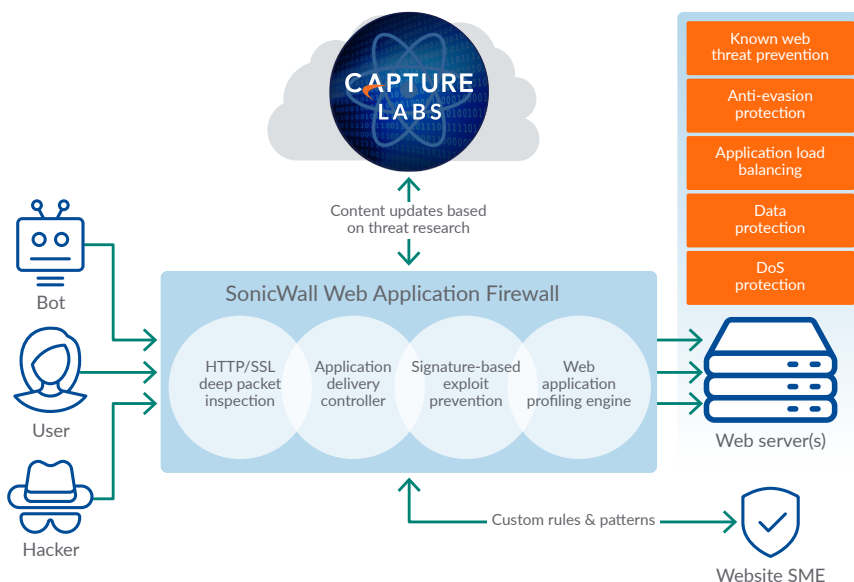 CAPTURE
LABS
Known web
threat prevention
Anti-evasion
protection
Application load
balancing
Data
protection
DoS
protection
Content updates based
on threat research
Bot
User
Hacker
SonicWall Web Application Firewall
HTTP/SSL
deep packet
inspection
Application
delivery
controller
Signature-based
exploit
prevention
Web
application
profiling engine
Web server(s)
Custom rules & patterns
Website SME